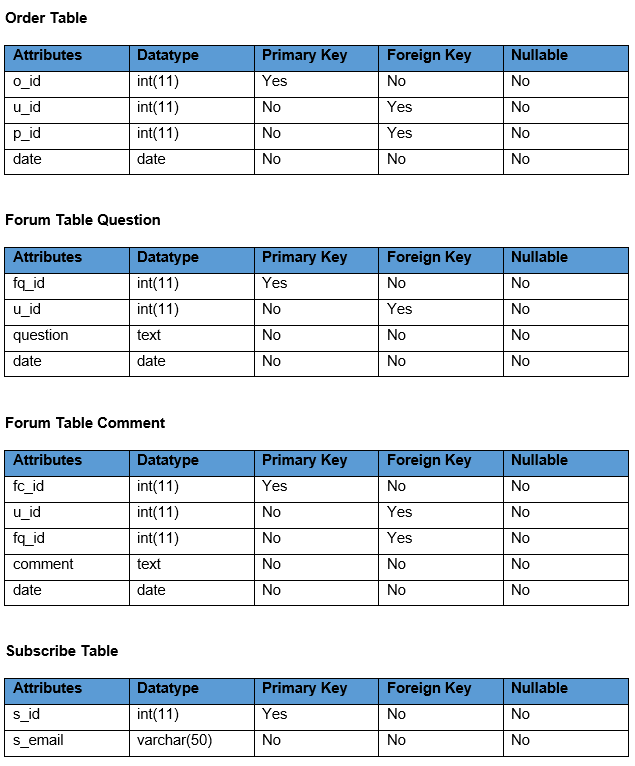 Order Table
Attributes Datatype Primary Key Foreign Key Nullable
o_id int(11) Yes No No
u_id int(11) No Yes No
p_id int(11) No Yes No
date date No No No
Forum Table Question
Attributes Datatype Primary Key Foreign Key Nullable
fq_id int(11) Yes No No
u_id int(11) No Yes No
question text No No No
date date No No No
Forum Table Comment
Attributes Datatype Primary Key Foreign Key Nullable
fc_id int(11) Yes No No
u_id int(11) No Yes No
fq_id int(11) No Yes No
comment text No No No
date date No No No
Subscribe Table
Attributes Datatype Primary Key Foreign Key Nullable
s_id int(11) Yes No No
s_email varchar(50) No No No